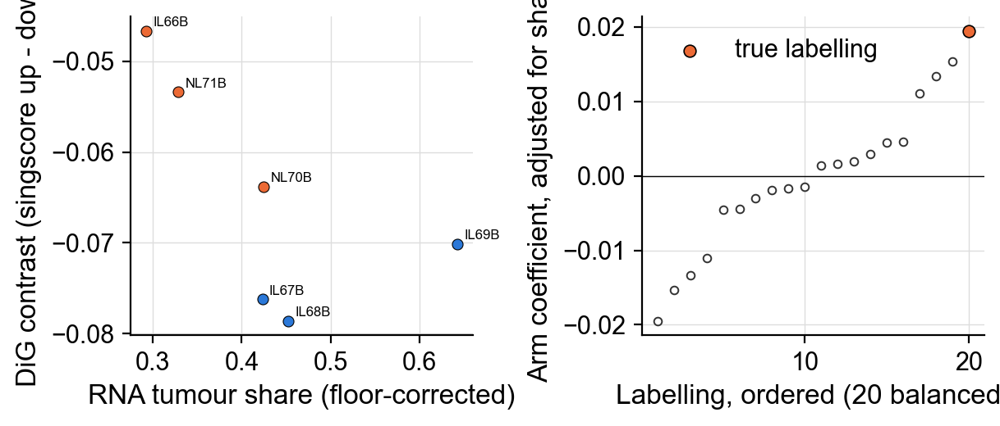 DiG contrast (singscore up - dow
−0.05
−0.06
−0.07
−0.08
IL66B
NL71B
NL70B
IL69B
IL67B
IL68B
0.3 0.4 0.5 0.6
RNA tumour share (floor-corrected)
Arm coefficient, adjusted for sha
0.02
0.01
0.00
−0.01
−0.02
true labelling
10 20
Labelling, ordered (20 balanced